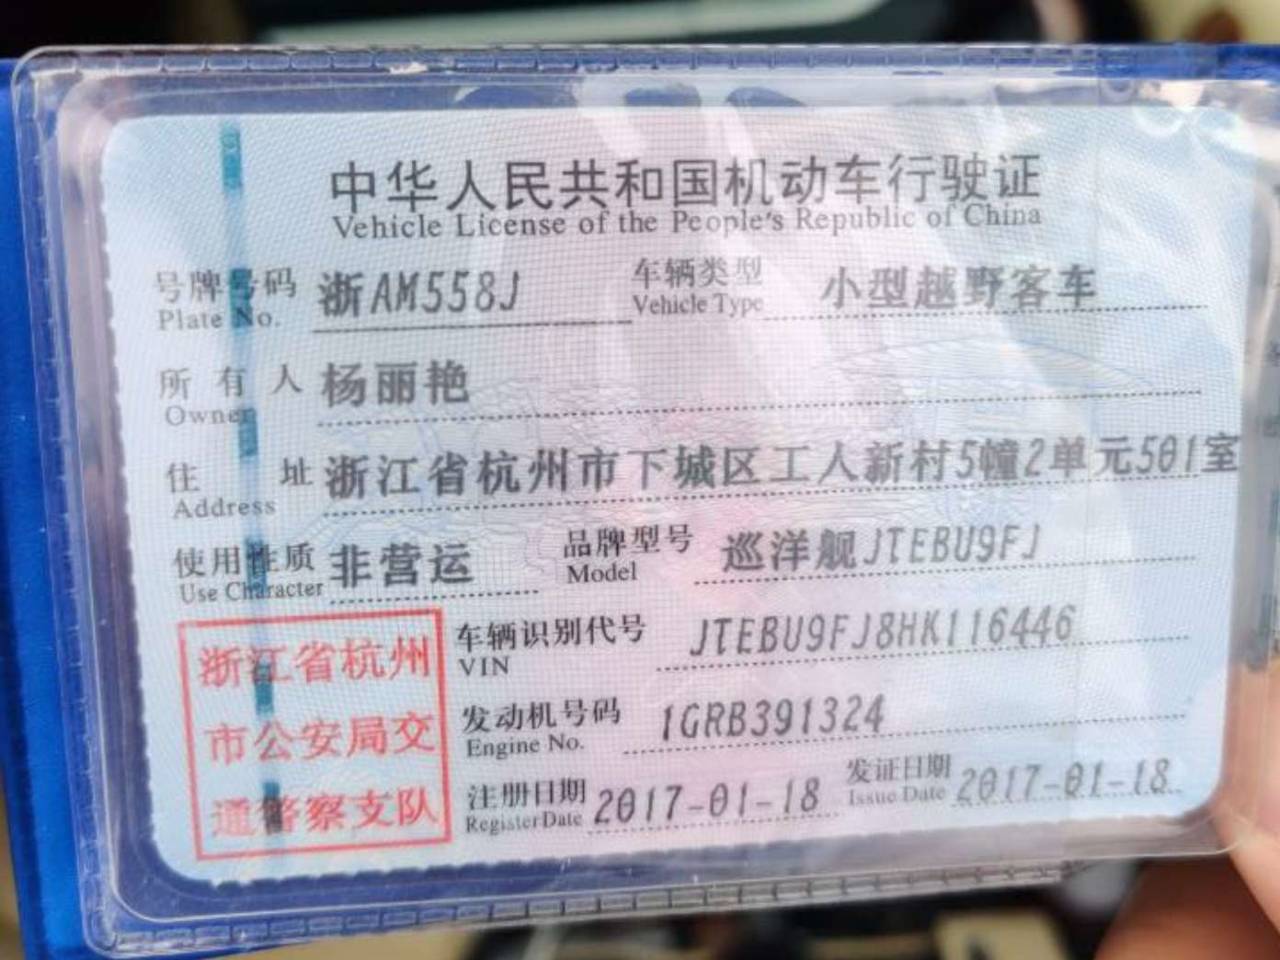 中华人民共和国机动车行驶证
Vehicle License of the People's Republic of China
号牌号码 浙AM558J 车辆类型 小型越野客车
Plate No. Vehicle Type
所有人 杨丽艳
Owner
住址 浙江省杭州市下城区工人新村5幢2单元501室
Address
使用性质 非营运 品牌型号 巡洋舰JTEBU9FJ
Use Character Model
浙江省杭州 车辆识别代号 JTEBU9FJ8HK116446
VIN
市公安局交 发动机号码 1GRB391324
Engine No.
通警察支队 注册日期 2017-01-18 发证日期 2017-01-18
Register Date Issue Date